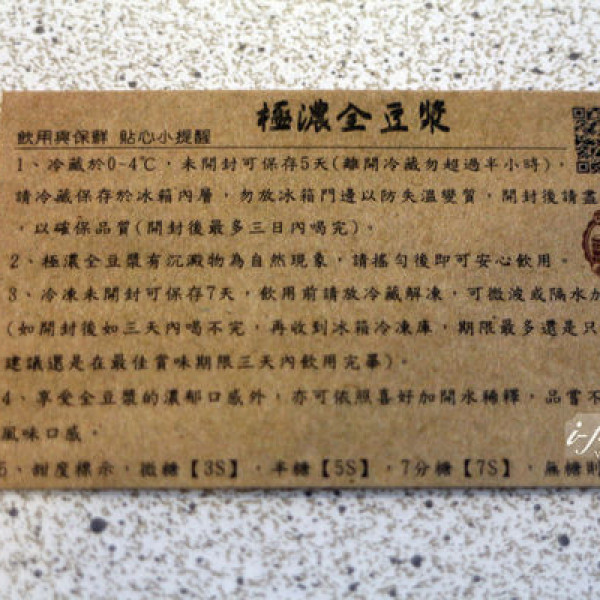 極濃全豆漿
飲用與保鮮 貼心小提醒
1、冷藏於0-4℃，未開封可保存5天(離開冷藏勿超過半小時)，
請冷藏保存於冰箱內層，勿放冰箱門邊以防失溫變質，開封後請盡
，以確保品質(開封後最多三日內喝完)。
2、極濃全豆漿有沉澱物為自然現象，請搖勻後即可安心飲用。
3、冷凍未開封可保存7天，飲用前請放冷藏解凍，可微波或隔水加
(如開封後如三天內喝不完，再收到冰箱冷凍庫，期限最多還是只
建議還是在最佳賞味期限三天內飲用完畢)。
4、享受全豆漿的濃郁口感外，亦可依照喜好加開水稀釋，品嘗不
風味口感。
5、甜度標示，微糖【3S】，半糖【5S】，7分糖【7S】，無糖則